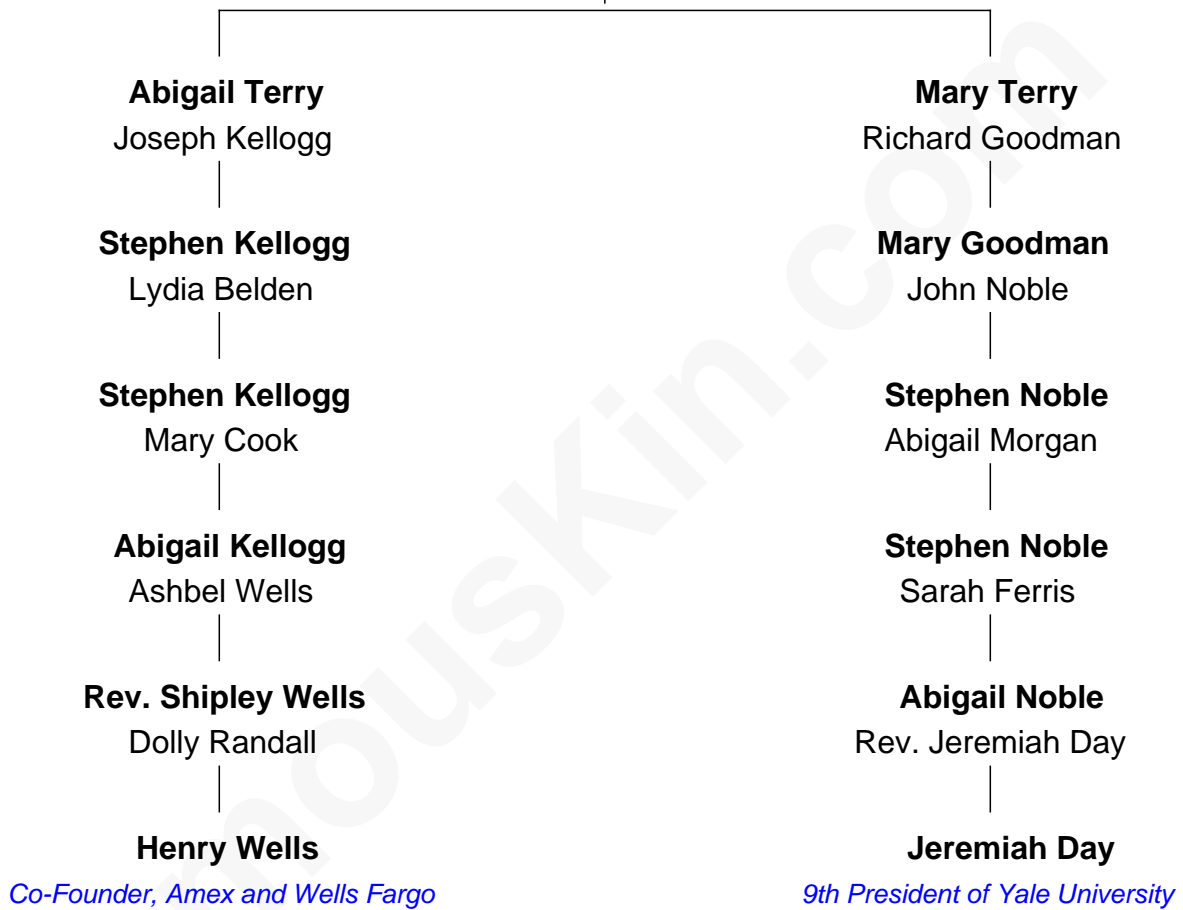 Abigail Terry
Joseph Kellogg
Stephen Kellogg
Lydia Belden
Stephen Kellogg
Mary Cook
Abigail Kellogg
Ashbel Wells
Rev. Shipley Wells
Dolly Randall
Henry Wells
Co-Founder, Amex and Wells Fargo
Mary Terry
Richard Goodman
Mary Goodman
John Noble
Stephen Noble
Abigail Morgan
Stephen Noble
Sarah Ferris
Abigail Noble
Rev. Jeremiah Day
Jeremiah Day
9th President of Yale University
mousKin.com